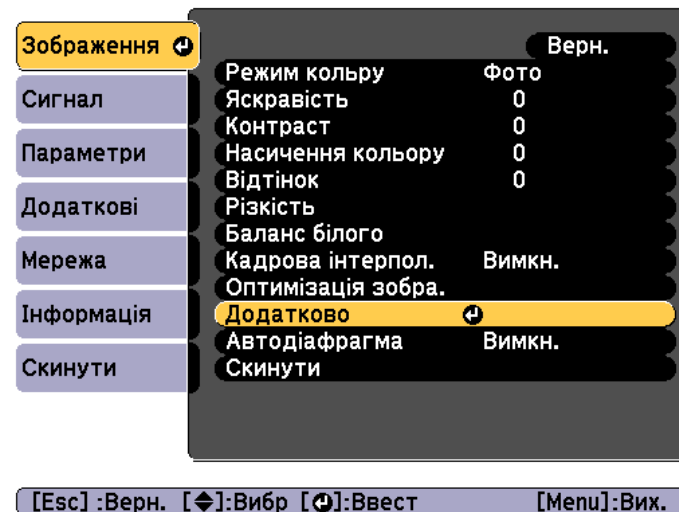 Зображення
Сигнал
Параметри
Додаткові
Мережа
Інформація
Скинути
Верн.
Режим кольру Фото
Яскравість 0
Контраст 0
Насичення кольору 0
Відтінок 0
Різкість
Баланс білого
Кадрова інтерпол. Вимкн.
Оптимізація зобра.
Додатково
Автодіафрагма Вимкн.
Скинути
[Esc] :Верн. [◆]:Вибр [⏎]:Ввест [Menu]:Вих.